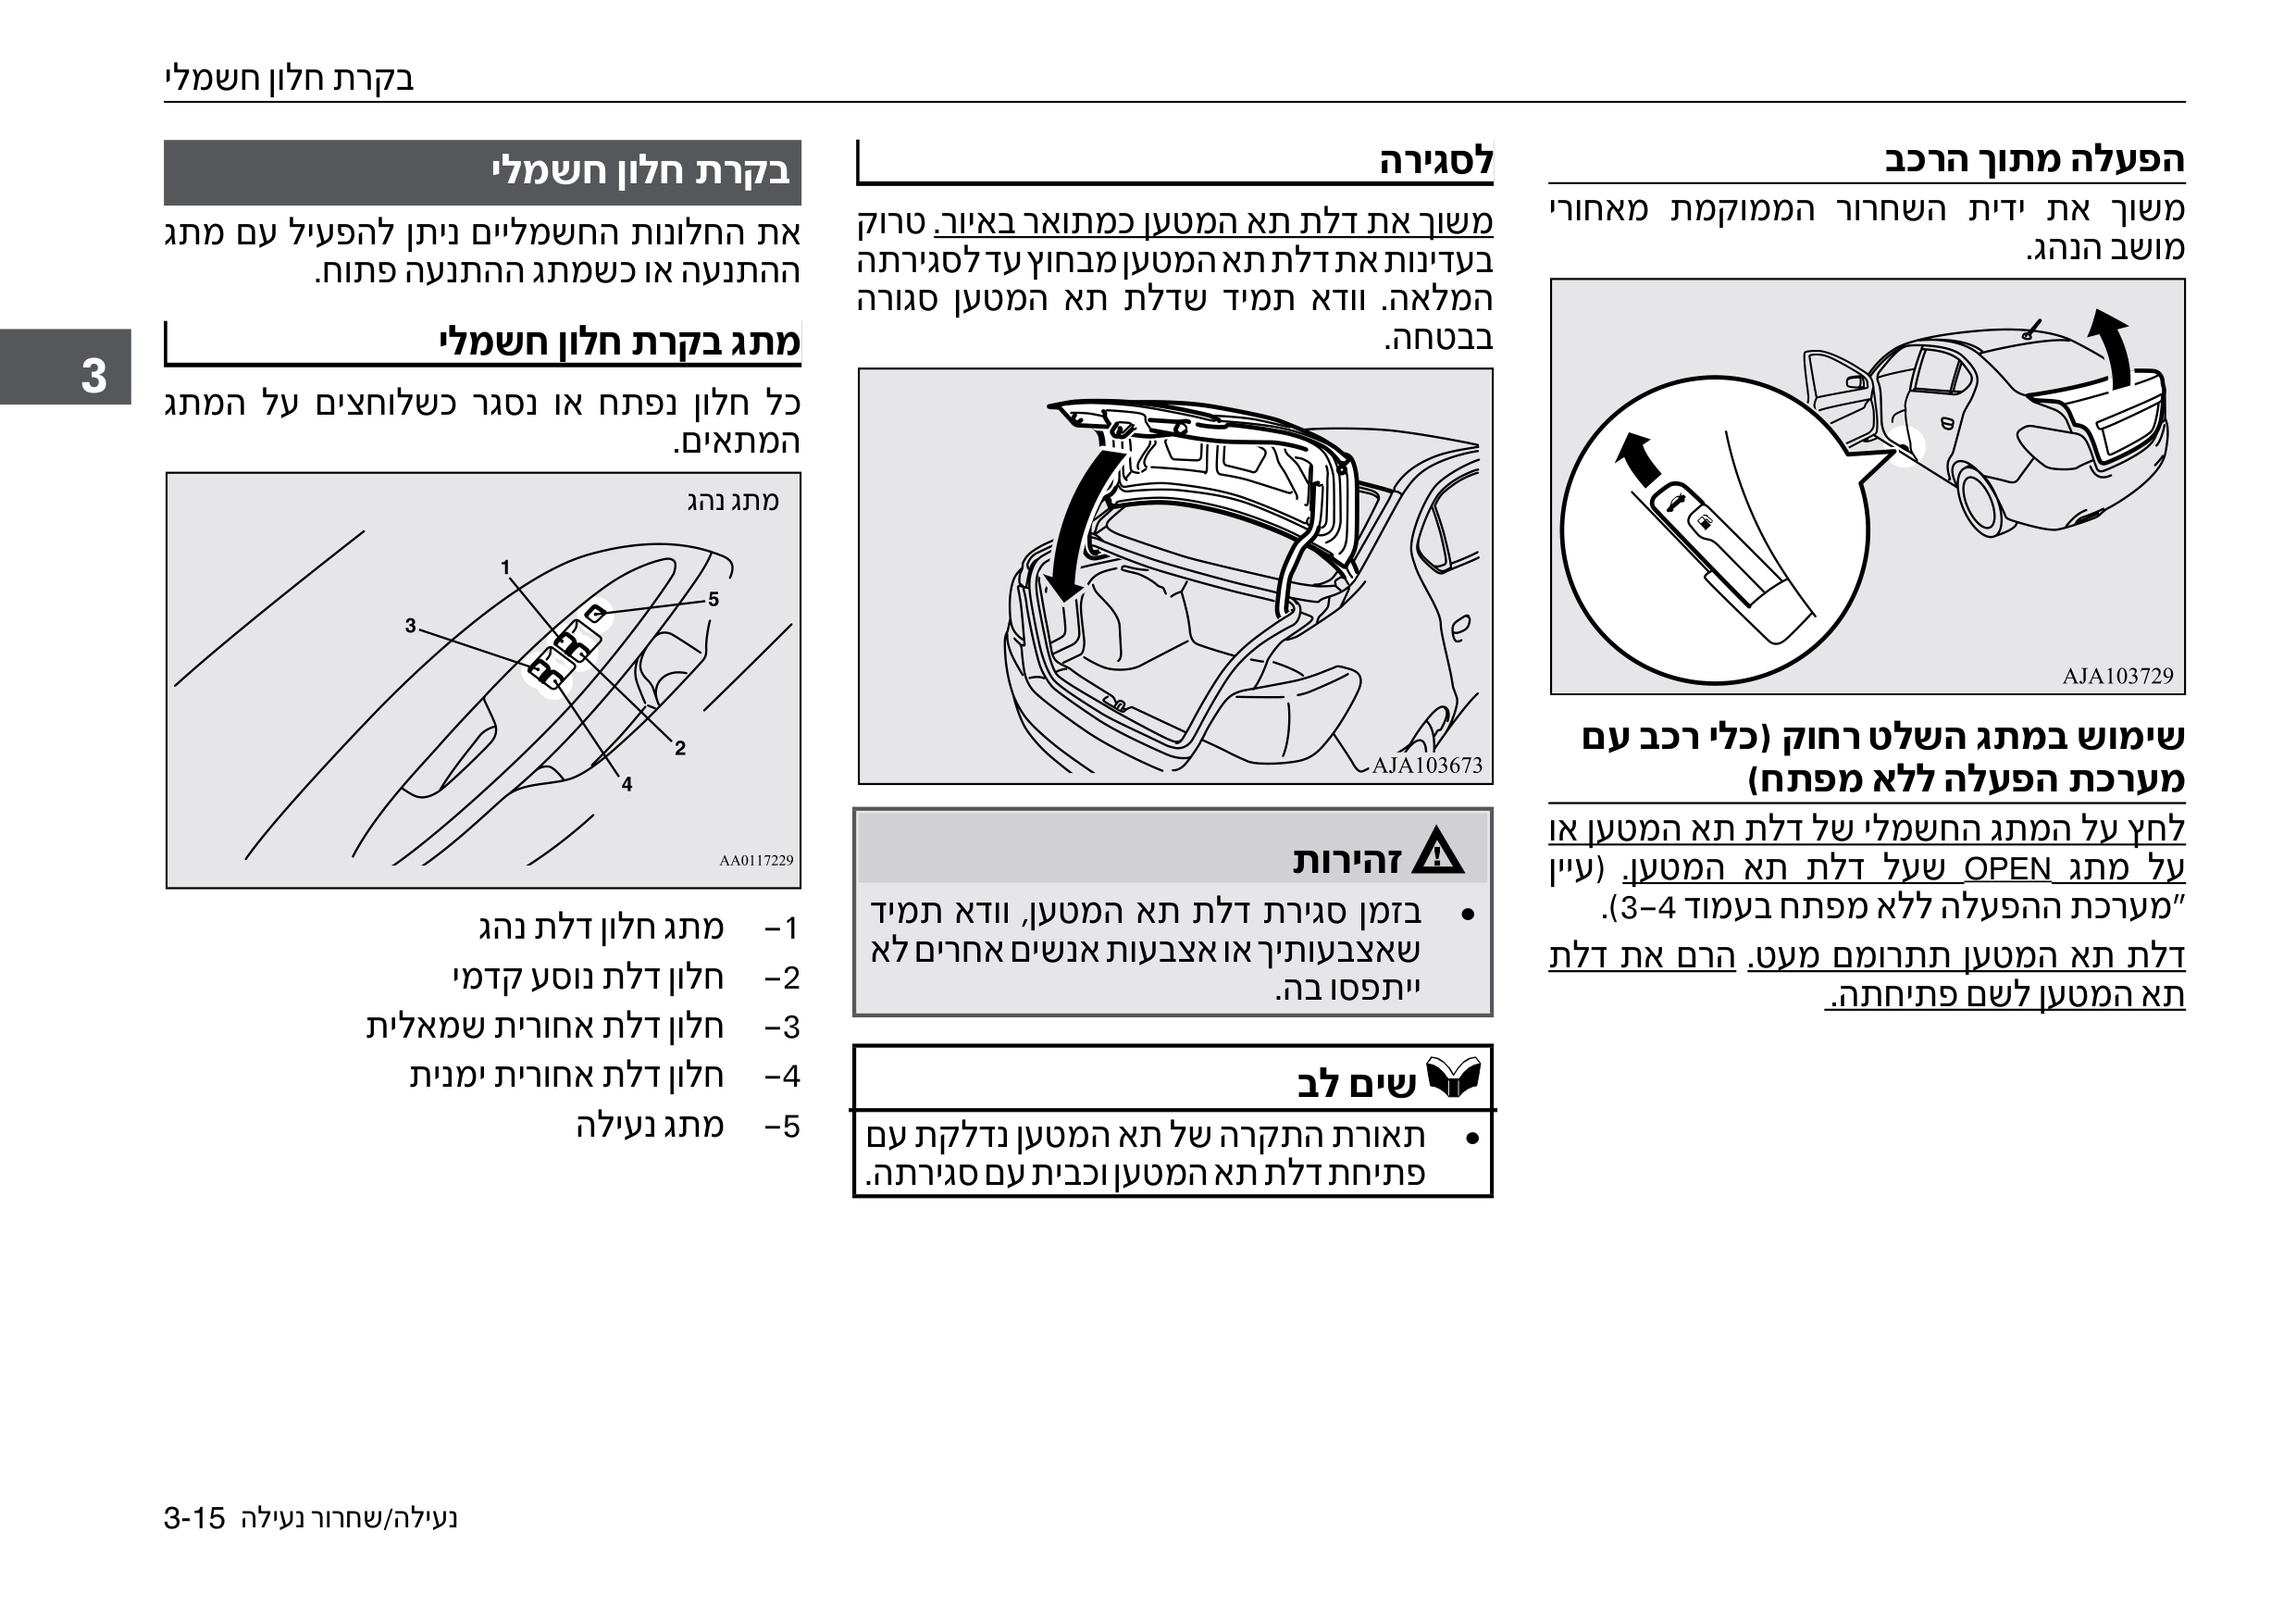 בקרת חלון חשמלי
הפעלה מתוך הרכב
משוך את ידית השחרור הממוקמת מאחורי
מושב הנהג.
AJA103729
שימוש במתג השלט רחוק (כלי רכב עם
מערכת הפעלה ללא מפתח)
לחץ על המתג החשמלי של דלת תא המטען או
על מתג OPEN שעל דלת תא המטען. (עיין
"מערכת ההפעלה ללא מפתח בעמוד 3–4).
דלת תא המטען תתרומם מעט. הרם את דלת
תא המטען לשם פתיחתה.
לסגירה
משוך את דלת תא המטען כמתואר באיור. טרוק
בעדינות את דלת תא המטען מבחוץ עד לסגירתה
המלאה. וודא תמיד שדלת תא המטען סגורה
בבטחה.
AJA103673
זהירות
• בזמן סגירת דלת תא המטען, וודא תמיד
שאצבעותיך או אצבעות אנשים אחרים לא
ייתפסו בה.
שים לב
• תאורת התקרה של תא המטען נדלקת עם
פתיחת דלת תא המטען וכבית עם סגירתה.
בקרת חלון חשמלי
את החלונות החשמליים ניתן להפעיל עם מתג
ההתנעה או כשמתג ההתנעה פתוח.
מתג בקרת חלון חשמלי
כל חלון נפתח או נסגר כשלוחצים על המתג
המתאים.
מתג נהג
1
5
3
2
4
AA0117229
1– מתג חלון דלת נהג
2– חלון דלת נוסע קדמי
3– חלון דלת אחורית שמאלית
4– חלון דלת אחורית ימנית
5– מתג נעילה
3
נעילה/שחרור נעילה 3-15